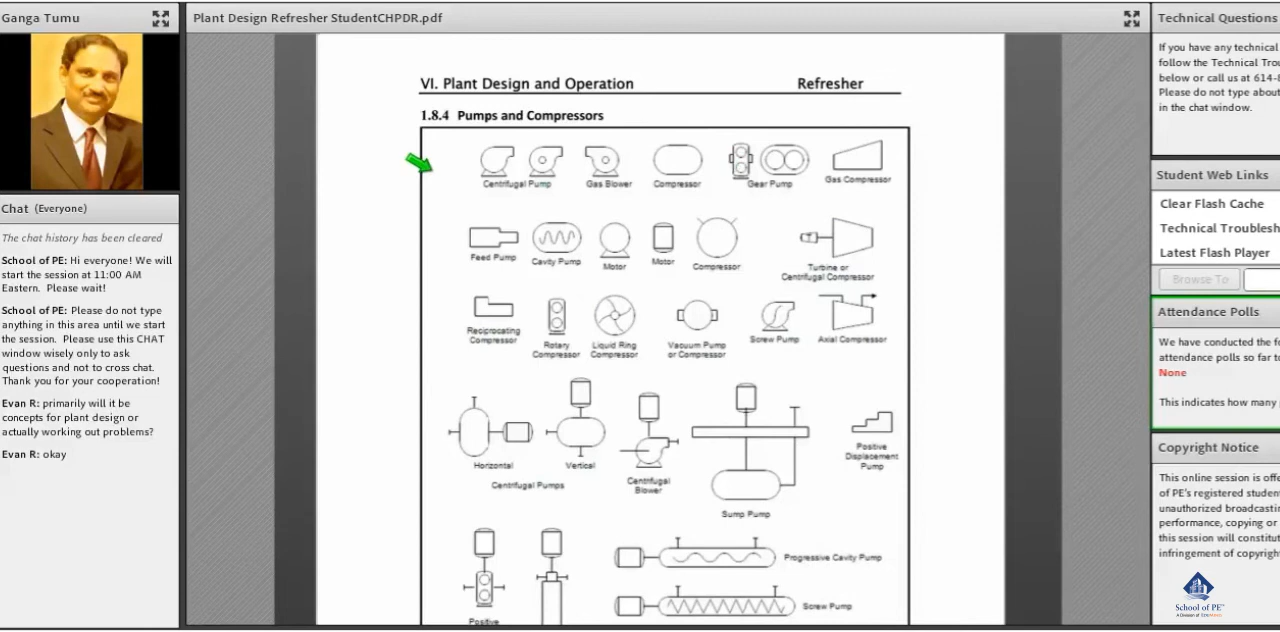 Ganga Tumu
Plant Design Refresher StudentCHPDR.pdf
Technical Questions
If you have any technical
follow the Technical Trou
below or call us at 614-8
Please do not type about
in the chat window.
Chat (Everyone)
The chat history has been cleared
School of PE: Hi everyone! We will
start the session at 11:00 AM
Eastern. Please wait!
School of PE: Please do not type
anything in this area until we start
the session. Please use this CHAT
window wisely only to ask
questions and not to cross chat.
Thank you for your cooperation!
Evan R: primarily will it be
concepts for plant design or
actually working out problems?
Evan R: okay
VI. Plant Design and Operation Refresher
1.8.4 Pumps and Compressors
Centrifugal Pump
Gas Blower
Compressor
Gear Pump
Gas Compressor
Feed Pump
Cavity Pump
Motor
Motor
Compressor
Turbine or
Centrifugal Compressor
Reciprocating
Compressor
Rotary
Compressor
Liquid Ring
Compressor
Vacuum Pump
or Compressor
Screw Pump
Axial Compressor
Horizontal
Vertical
Centrifugal Pumps
Centrifugal
Blower
Sump Pump
Positive
Displacement
Pump
Progressive Cavity Pump
Screw Pump
Positive
Student Web Links
Clear Flash Cache
Technical Troublesh
Latest Flash Player
Browse To
Attendance Polls
We have conducted the fo
attendance polls so far to
None
This indicates how many
Copyright Notice
This online session is offe
of PE's registered student
unauthorized broadcastin
performance, copying or
this session will constitut
infringement of copyright
School of PE